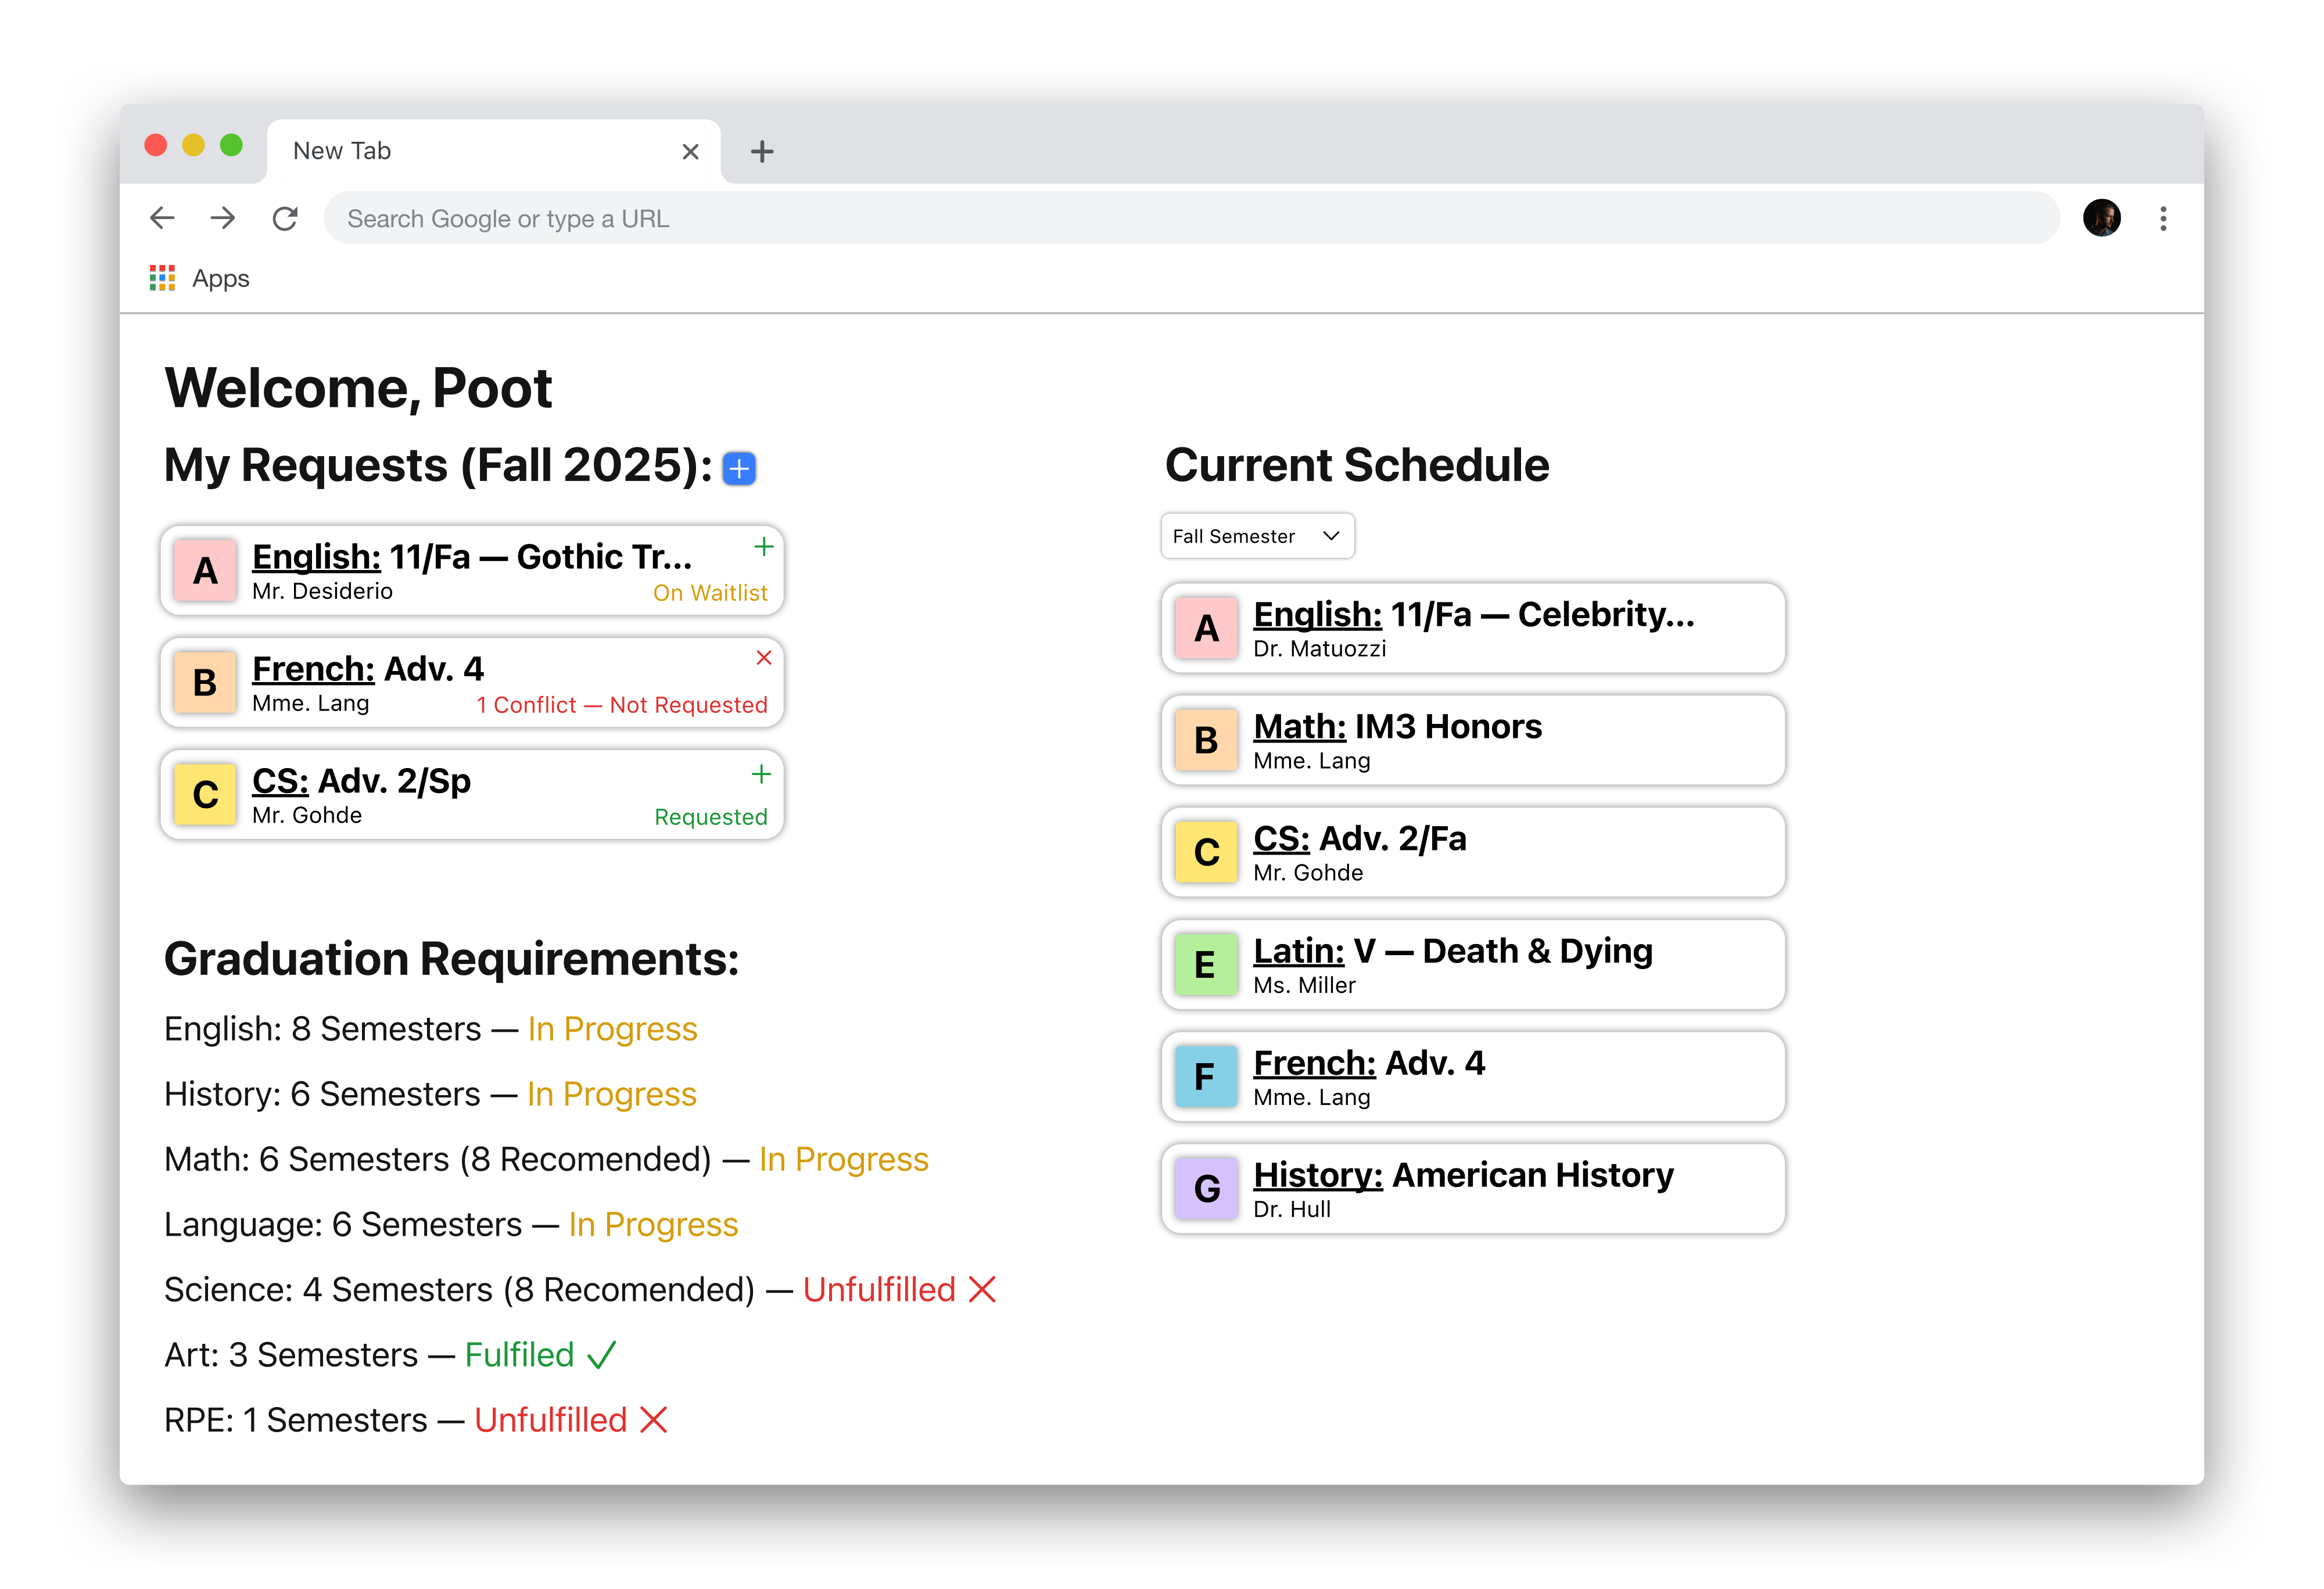 New Tab
Search Google or type a URL
Apps
Welcome, Poot
My Requests (Fall 2025):
A
English: 11/Fa — Gothic Tr...
Mr. Desiderio
On Waitlist
B
French: Adv. 4
Mme. Lang
1 Conflict — Not Requested
C
CS: Adv. 2/Sp
Mr. Gohde
Requested
Graduation Requirements:
English: 8 Semesters — In Progress
History: 6 Semesters — In Progress
Math: 6 Semesters (8 Recomended) — In Progress
Language: 6 Semesters — In Progress
Science: 4 Semesters (8 Recomended) — Unfulfilled
Art: 3 Semesters — Fulfiled
RPE: 1 Semesters — Unfulfilled
Current Schedule
Fall Semester
A
English: 11/Fa — Celebrity...
Dr. Matuozzi
B
Math: IM3 Honors
Mme. Lang
C
CS: Adv. 2/Fa
Mr. Gohde
E
Latin: V — Death & Dying
Ms. Miller
F
French: Adv. 4
Mme. Lang
G
History: American History
Dr. Hull